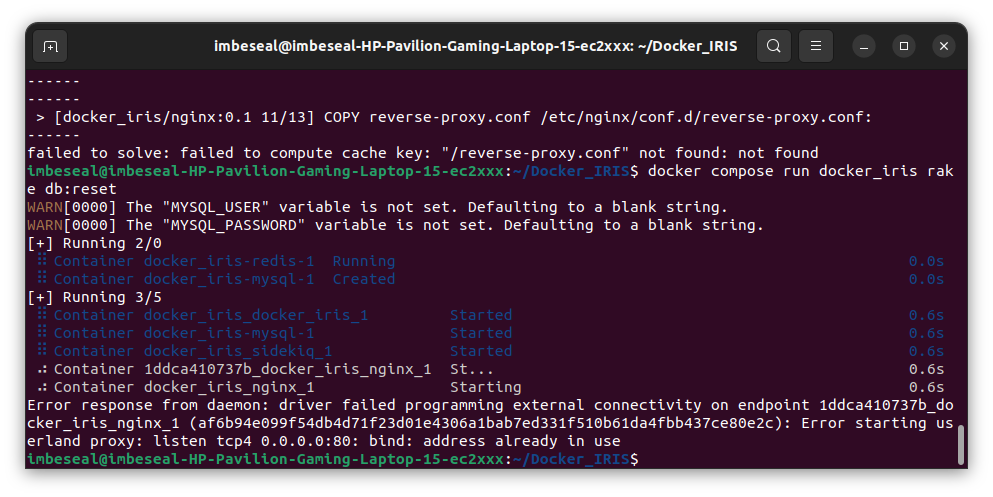 imbeseal@imbeseal-HP-Pavilion-Gaming-Laptop-15-ec2xxx: ~/Docker_IRIS
------
------
 > [docker_iris/nginx:0.1 11/13] COPY reverse-proxy.conf /etc/nginx/conf.d/reverse-proxy.conf:
------
failed to solve: failed to compute cache key: "/reverse-proxy.conf" not found: not found
imbeseal@imbeseal-HP-Pavilion-Gaming-Laptop-15-ec2xxx:~/Docker_IRIS$ docker compose run docker_iris rak
e db:reset
WARN[0000] The "MYSQL_USER" variable is not set. Defaulting to a blank string.
WARN[0000] The "MYSQL_PASSWORD" variable is not set. Defaulting to a blank string.
[+] Running 2/0
 ⠿ Container docker_iris-redis-1  Running 0.0s
 ⠿ Container docker_iris-mysql-1  Created 0.0s
[+] Running 3/5
 ⠿ Container docker_iris_docker_iris_1 Started 0.6s
 ⠿ Container docker_iris-mysql-1 Started 0.6s
 ⠿ Container docker_iris_sidekiq_1 Started 0.6s
 ⠴ Container 1ddca410737b_docker_iris_nginx_1  St... 0.6s
 ⠴ Container docker_iris_nginx_1 Starting 0.6s
Error response from daemon: driver failed programming external connectivity on endpoint 1ddca410737b_do
cker_iris_nginx_1 (af6b94e099f54db4d71f23d01e4306a1bab7ed331f510b61da4fbb437ce80e2c): Error starting us
erland proxy: listen tcp4 0.0.0.0:80: bind: address already in use
imbeseal@imbeseal-HP-Pavilion-Gaming-Laptop-15-ec2xxx:~/Docker_IRIS$